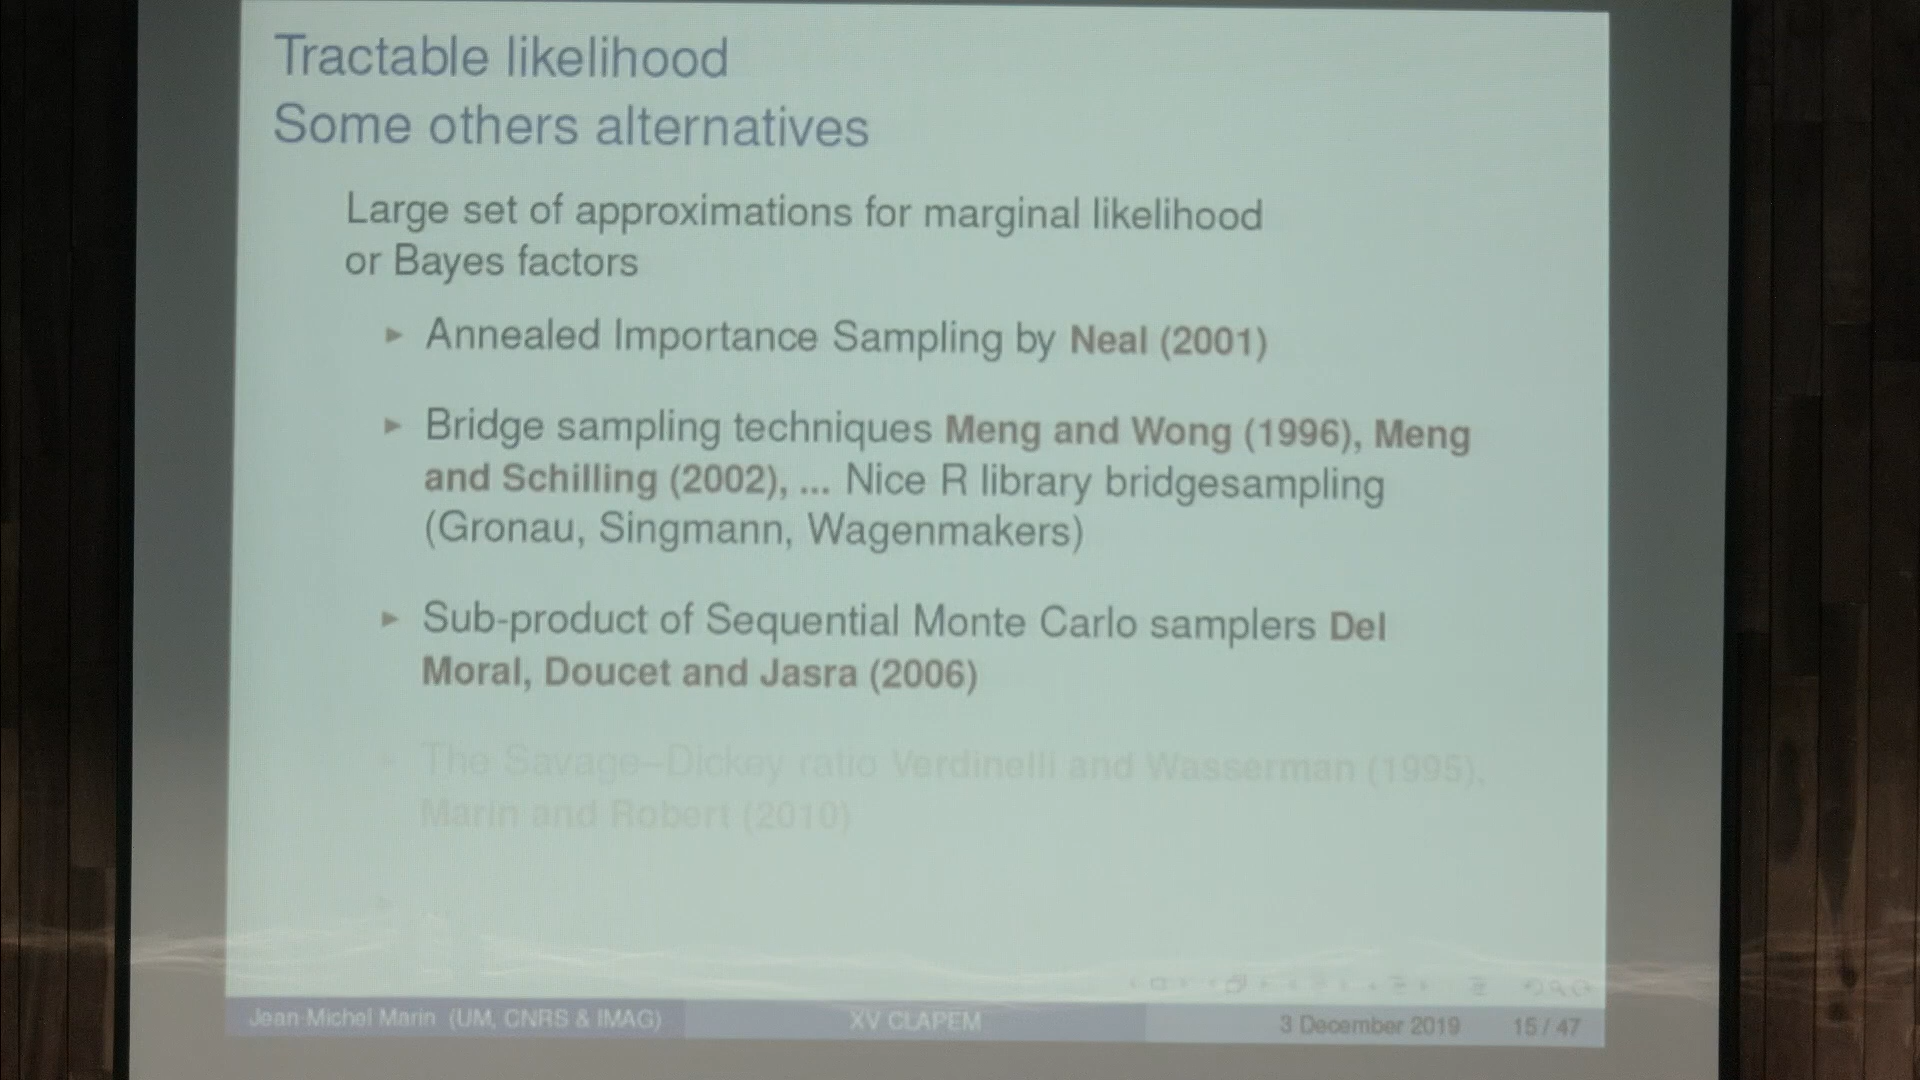 Tractable likelihood
Some others alternatives
Large set of approximations for marginal likelihood
or Bayes factors
► Annealed Importance Sampling by Neal (2001)
► Bridge sampling techniques Meng and Wong (1996), Meng
and Schilling (2002), ... Nice R library bridgesampling
(Gronau, Singmann, Wagenmakers)
► Sub-product of Sequential Monte Carlo samplers Del
Moral, Doucet and Jasra (2006)
The Savage–Dickey ratio Verdinelli and Wasserman (1995),
Marin and Robert (2010)
Jean-Michel Marin (UM, CNRS & IMAG) XV CLAPEM 3 December 2019 15 / 47